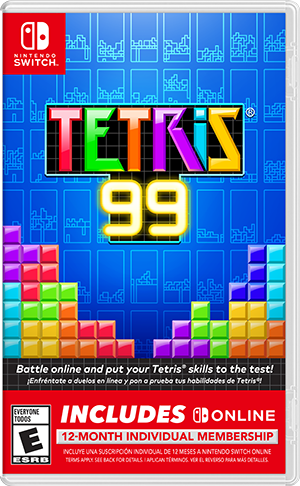 NINTENDO
SWITCH™
TETRIS®
99
Battle online and put your Tetris® skills to the test!
¡Enfréntate a duelos en línea y pon a prueba tus habilidades de Tetris®!
EVERYONE
TODOS
E
ESRB
INCLUDES ONLINE
12-MONTH INDIVIDUAL MEMBERSHIP
INCLUYE UNA SUSCRIPCIÓN INDIVIDUAL DE 12 MESES A NINTENDO SWITCH ONLINE
TERMS APPLY. SEE BACK FOR DETAILS. | APLICAN TÉRMINOS. VER EL REVERSO PARA MÁS DETALLES.